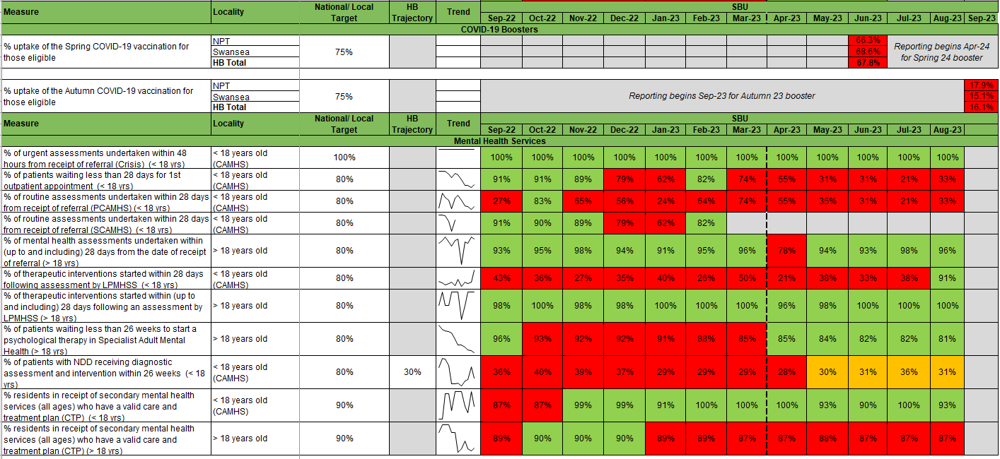 Measure Locality National/ Local Target HB Trajectory Trend SBU
Sep-22 Oct-22 Nov-22 Dec-22 Jan-23 Feb-23 Mar-23 Apr-23 May-23 Jun-23 Jul-23 Aug-23 Sep-23
COVID-19 Boosters
% uptake of the Spring COVID-19 vaccination for
those eligible
NPT 66.3%
Swansea 75% 68.6%
HB Total 67.8%
Reporting begins Apr-24
for Spring 24 booster
% uptake of the Autumn COVID-19 vaccination for
those eligible
NPT 17.9%
Swansea 75% Reporting begins Sep-23 for Autumn 23 booster 15.1%
HB Total 16.1%
Measure Locality National/ Local Target HB Trajectory Trend SBU
Sep-22 Oct-22 Nov-22 Dec-22 Jan-23 Feb-23 Mar-23 Apr-23 May-23 Jun-23 Jul-23 Aug-23
Mental Health Services
% of urgent assessments undertaken within 48
hours from receipt of referral (Crisis) (< 18 yrs)
< 18 years old
(CAMHS)
100% 100% 100% 100% 100% 100% 100% 100% 100% 100% 100% 100% 100%
% of patients waiting less than 28 days for 1st
outpatient appointment (< 18 yrs)
< 18 years old
(CAMHS)
80% 91% 91% 89% 79% 62% 82% 74% 55% 31% 31% 21% 33%
% of routine assessments undertaken within 28 days
from receipt of referral (PCAMHS) (< 18 yrs)
< 18 years old
(CAMHS)
80% 27% 83% 65% 56% 24% 64% 74% 55% 35% 31% 21% 33%
% of routine assessments undertaken within 28 days
from receipt of referral (SCAMHS) (< 18 yrs)
< 18 years old
(CAMHS)
80% 91% 90% 89% 79% 62% 82%
% of mental health assessments undertaken within
(up to and including) 28 days from the date of receipt
of referral (> 18 yrs)
> 18 years old
80% 93% 95% 98% 94% 91% 95% 96% 78% 94% 93% 98% 96%
% of therapeutic interventions started within 28 days
following assessment by LPMHSS (< 18 yrs)
< 18 years old
(CAMHS)
80% 43% 36% 27% 35% 40% 26% 50% 21% 38% 33% 38% 91%
% of therapeutic interventions started within (up to
and including) 28 days following an assessment by
LPMHSS (> 18 yrs)
> 18 years old
80% 98% 100% 98% 98% 100% 100% 100% 96% 98% 100% 100% 100%
% of patients waiting less than 26 weeks to start a
psychological therapy in Specialist Adult Mental
Health (> 18 yrs)
> 18 years old
80% 96% 93% 92% 92% 91% 88% 85% 85% 84% 82% 82% 81%
% of patients with NDD receiving diagnostic
assessment and intervention within 26 weeks (< 18
yrs)
< 18 years old
(CAMHS)
80% 30% 36% 40% 39% 37% 29% 29% 29% 28% 30% 31% 36% 31%
% residents in receipt of secondary mental health
services (all ages) who have a valid care and
treatment plan (CTP) (< 18 yrs)
< 18 years old
(CAMHS)
90% 87% 87% 99% 99% 91% 100% 100% 100% 93% 90% 100% 93%
% residents in receipt of secondary mental health
services (all ages) who have a valid care and
treatment plan (CTP) (> 18 yrs)
> 18 years old
90% 89% 90% 90% 90% 89% 89% 87% 87% 88% 87% 87% 87%